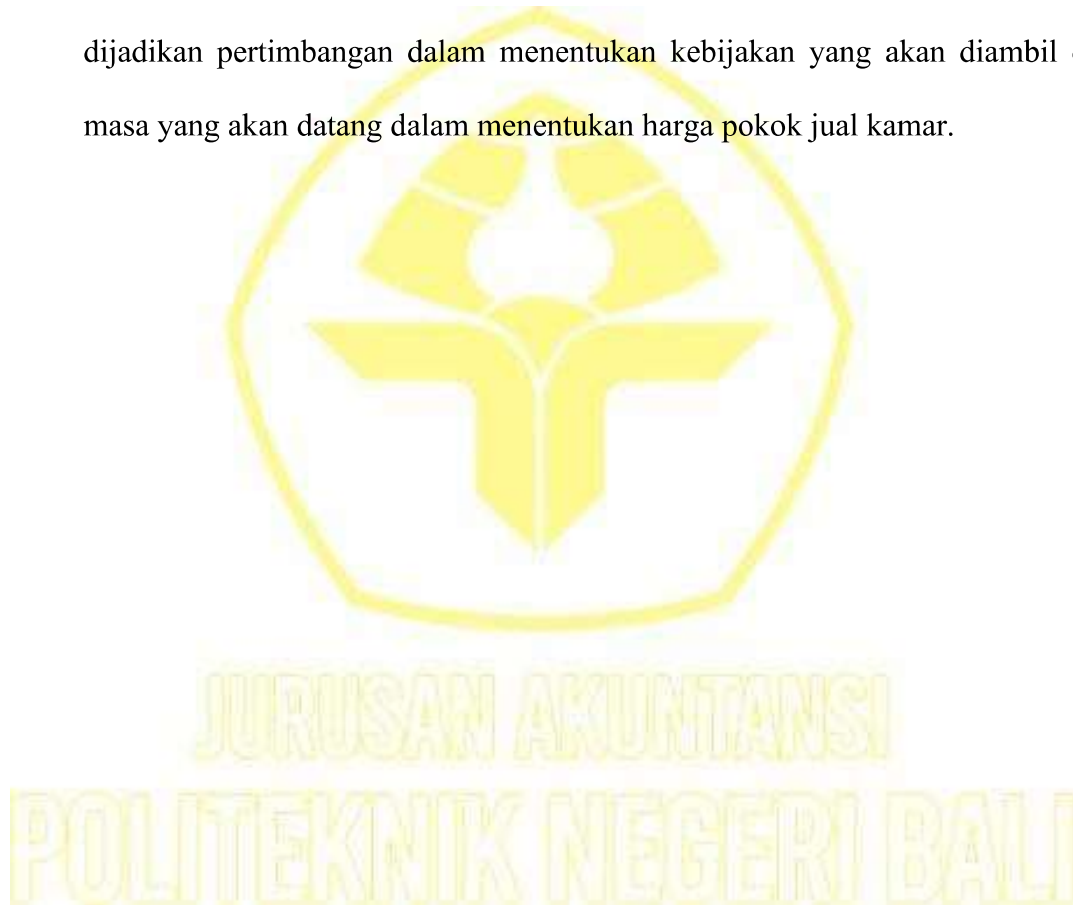 dijadikan pertimbangan dalam menentukan kebijakan yang akan diambil
masa yang akan datang dalam menentukan harga pokok jual kamar.
JURUSAN AKUNTANSI
POLITEKNIK NEGERI BALI